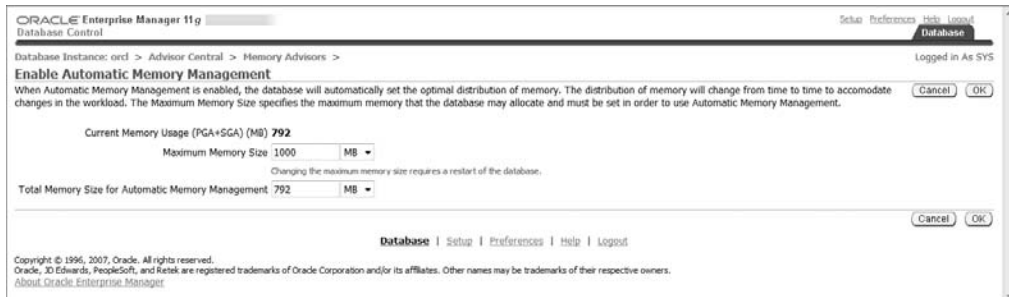 ORACLE Enterprise Manager 11g
Database Control
Setup Preferences Help Logout
Database
Database Instance: orcl > Advisor Central > Memory Advisors >
Logged in As SYS
Enable Automatic Memory Management
When Automatic Memory Management is enabled, the database will automatically set the optimal distribution of memory. The distribution of memory will change from time to time to accomodate
changes in the workload. The Maximum Memory Size specifies the maximum memory that the database may allocate and must be set in order to use Automatic Memory Management.
Cancel OK
Current Memory Usage (PGA+SGA) (MB) 792
Maximum Memory Size 1000 MB
Changing the maximum memory size requires a restart of the database.
Total Memory Size for Automatic Memory Management 792 MB
Cancel OK
Database | Setup | Preferences | Help | Logout
Copyright © 1996, 2007, Oracle. All rights reserved.
Oracle, JD Edwards, PeopleSoft, and Retek are registered trademarks of Oracle Corporation and/or its affiliates. Other names may be trademarks of their respective owners.
About Oracle Enterprise Manager